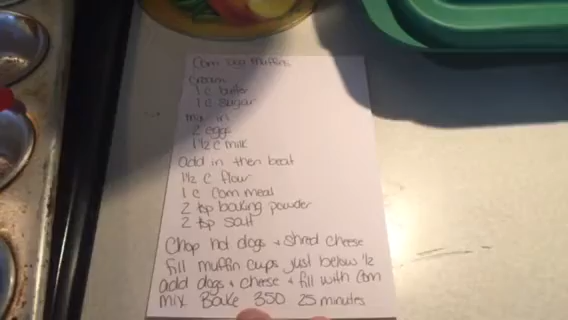 Corn Dog Muffins
Cream
1 c butter
1 c sugar
mix in
2 eggs
1 1/2 c milk
add in then beat
1 1/2 c flour
1 c corn meal
2 tsp baking powder
2 tsp salt
Chop hot dogs + shred cheese
fill muffin cups just below 1/2
add dogs + cheese + fill with corn
mix Bake 350 25 minutes